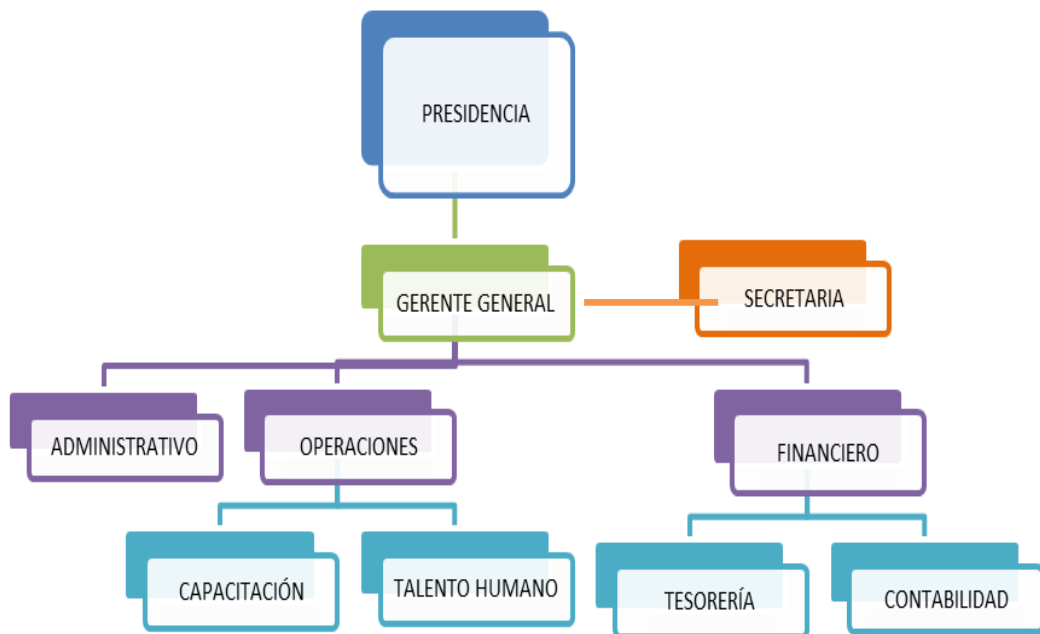 PRESIDENCIA
GERENTE GENERAL
SECRETARIA
ADMINISTRATIVO
OPERACIONES
FINANCIERO
CAPACITACIÓN
TALENTO HUMANO
TESORERÍA
CONTABILIDAD